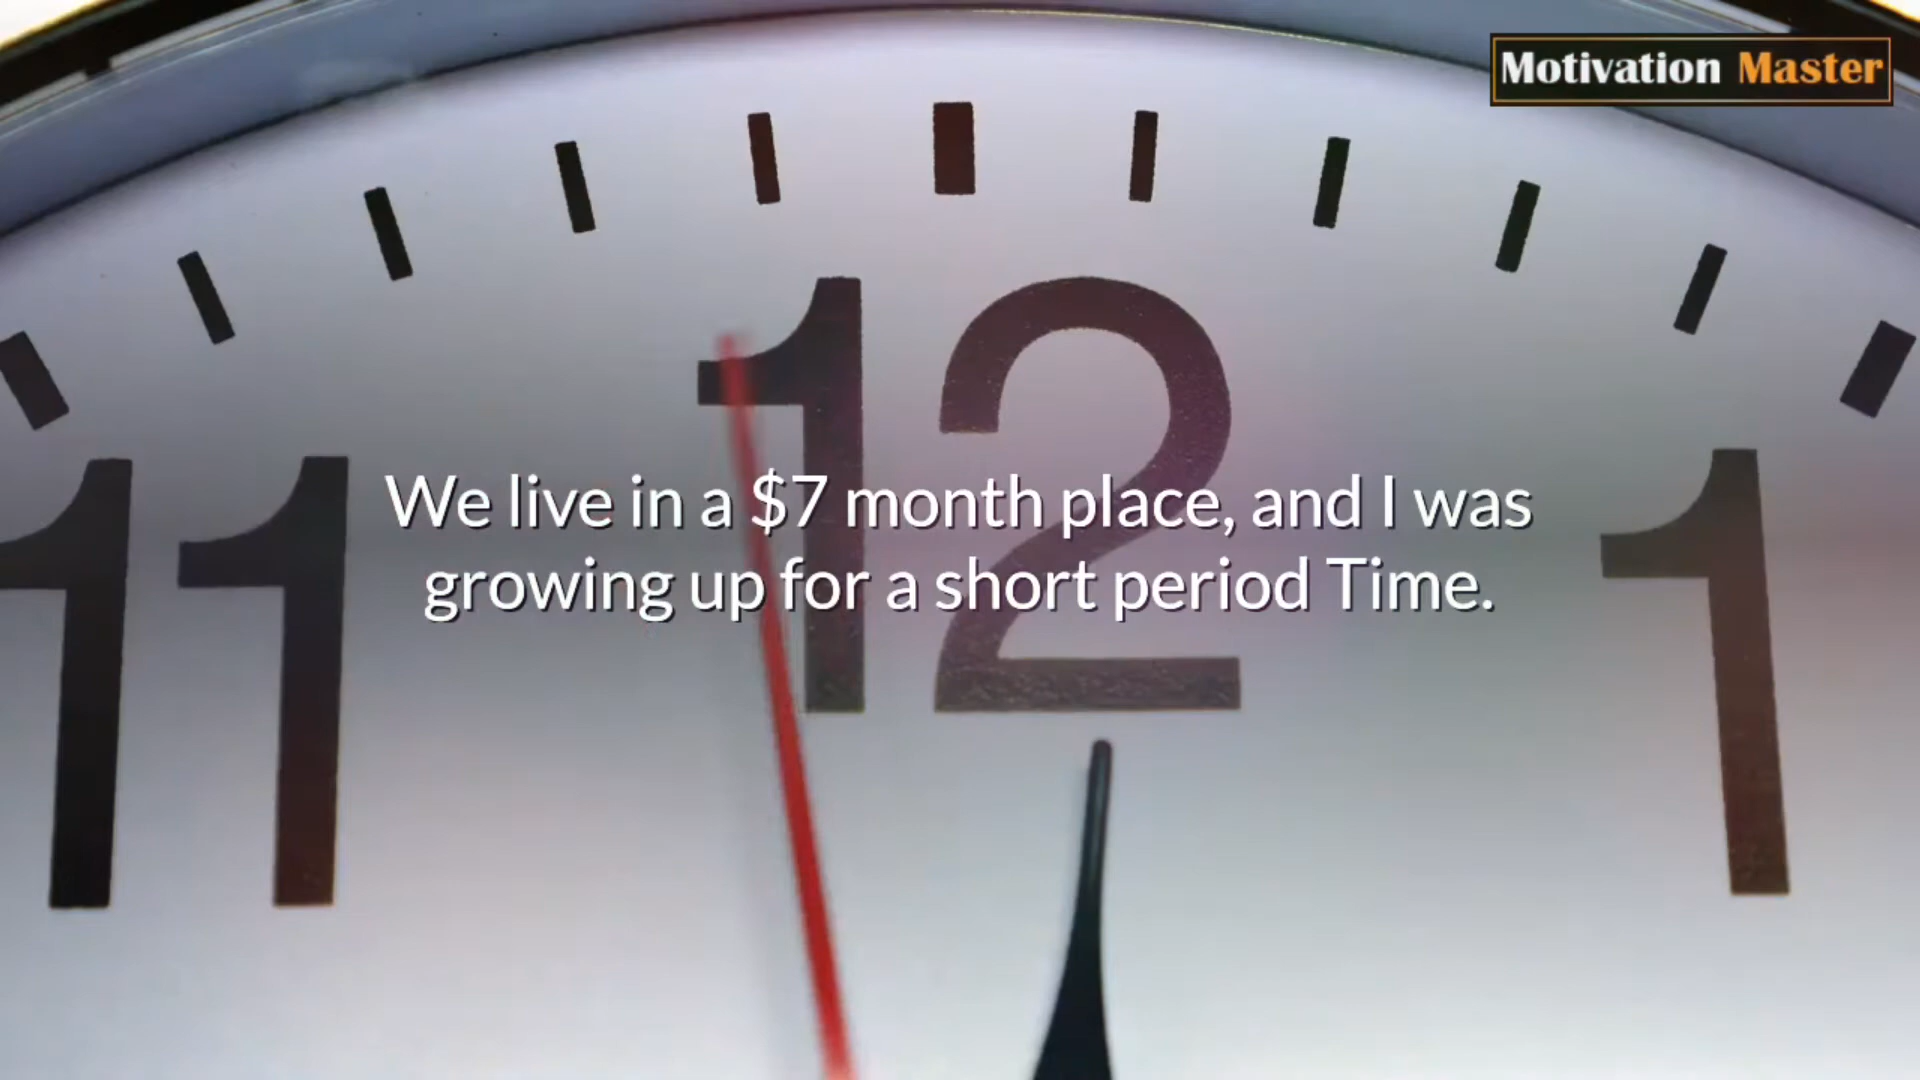 Motivation Master
12
11
1
We live in a $7 month place, and I was
growing up for a short period Time.